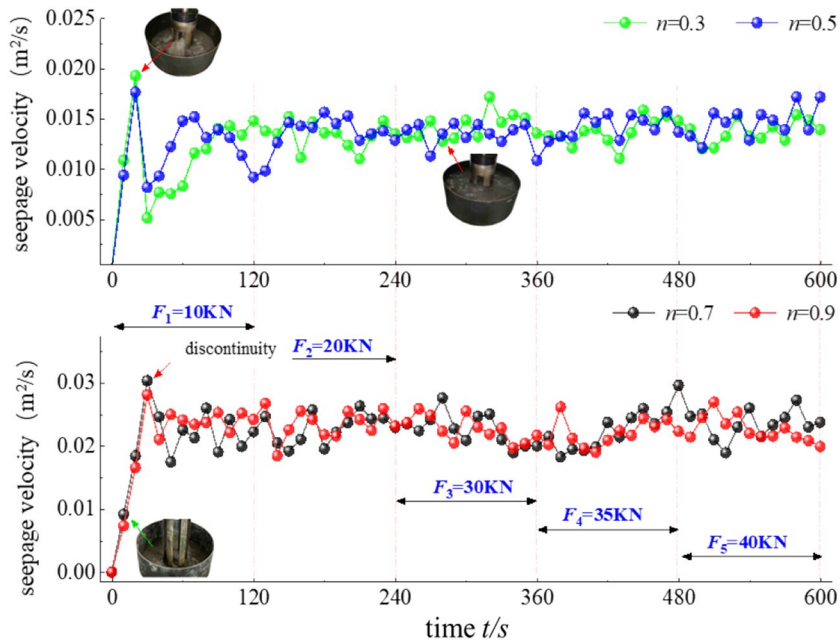 0.025
0.020
0.015
0.010
0.005
seepage velocity (m²/s)
n=0.3 n=0.5
0 120 240 360 480 600
n=0.7 n=0.9
F₁=10KN
discontinuity
F₂=20KN
F₃=30KN
F₄=35KN
F₅=40KN
0.03
0.02
0.01
0.00
seepage velocity (m²/s)
0 120 240 360 480 600
time t/s